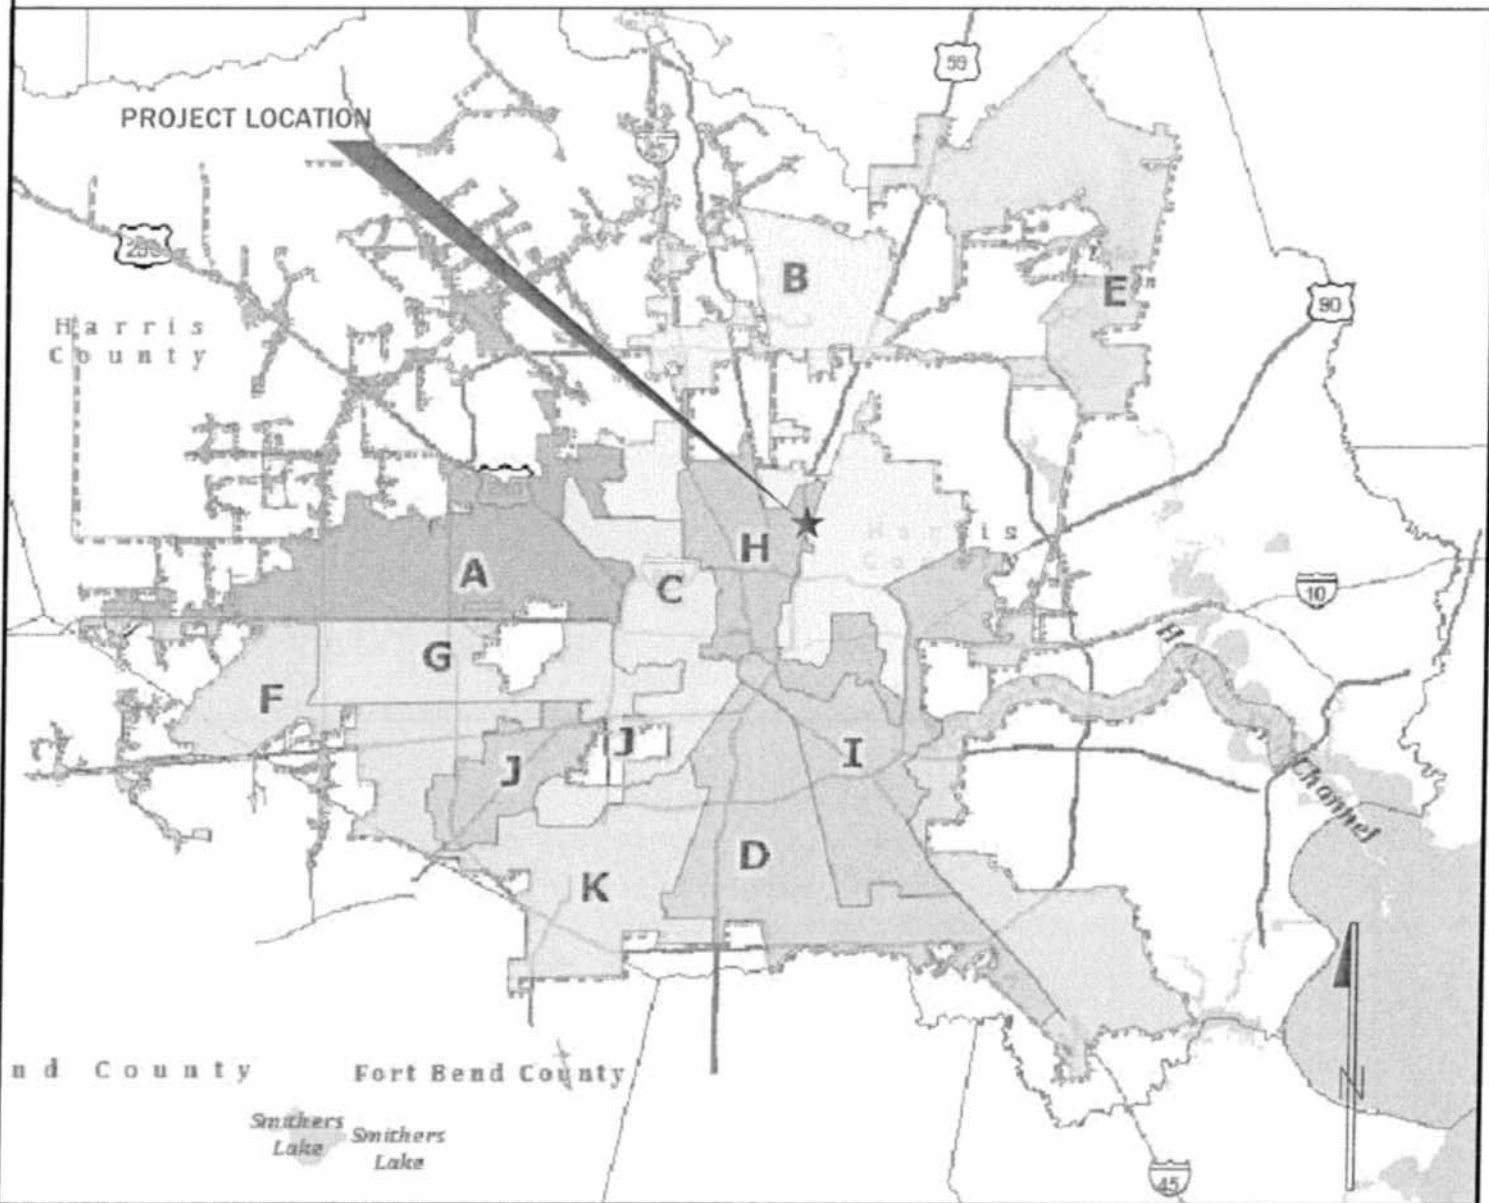 59
PROJECT LOCATION
B
E
90
Harris
County
H
Harris
Co
A
C
10
G
H
F
J
J
I
Channel
D
K
nd County
Fort Bend County
Smithers
Lake
Smithers
Lake
N
45